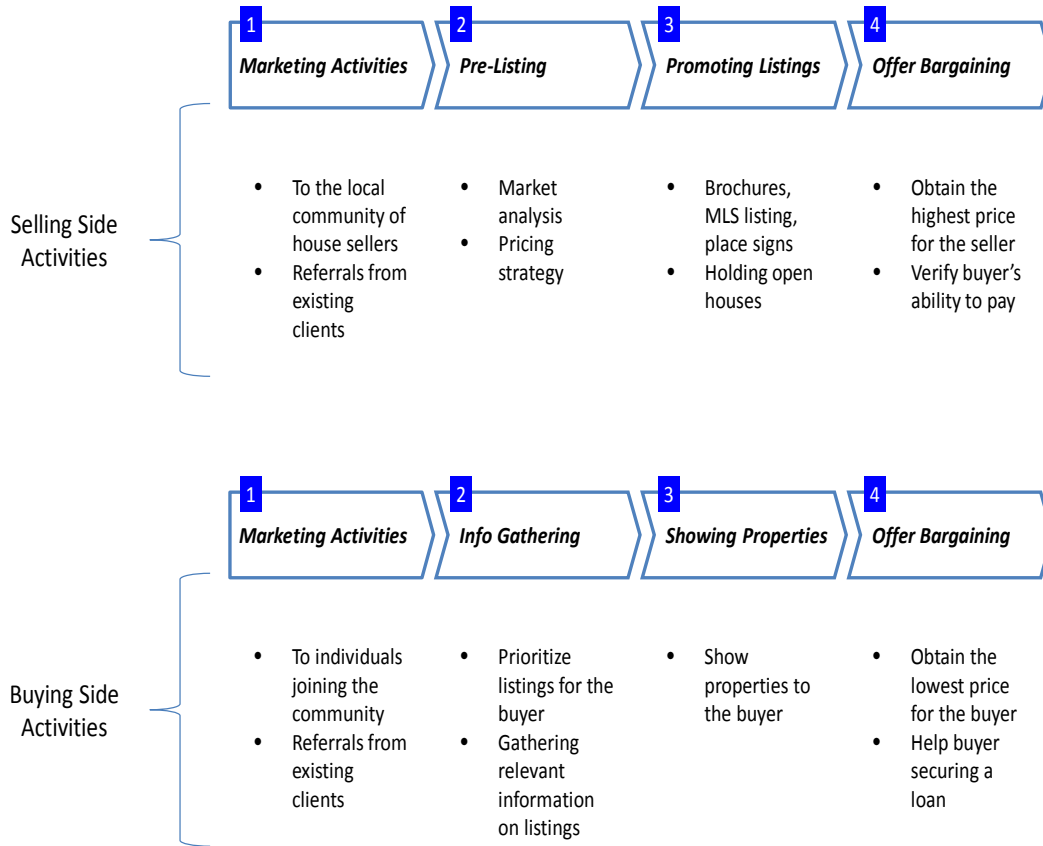 1
Marketing Activities
2
Pre-Listing
3
Promoting Listings
4
Offer Bargaining
Selling Side
Activities
• To the local
community of
house sellers
• Referrals from
existing
clients
• Market
analysis
• Pricing
strategy
• Brochures,
MLS listing,
place signs
• Holding open
houses
• Obtain the
highest price
for the seller
• Verify buyer’s
ability to pay
1
Marketing Activities
2
Info Gathering
3
Showing Properties
4
Offer Bargaining
Buying Side
Activities
• To individuals
joining the
community
• Referrals from
existing
clients
• Prioritize
listings for the
buyer
• Gathering
relevant
information
on listings
• Show
properties to
the buyer
• Obtain the
lowest price
for the buyer
• Help buyer
securing a
loan